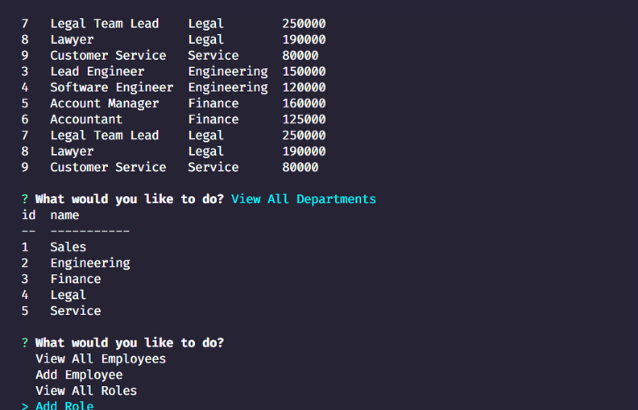 7 Legal Team Lead Legal 250000
8 Lawyer Legal 190000
9 Customer Service Service 80000
3 Lead Engineer Engineering 150000
4 Software Engineer Engineering 120000
5 Account Manager Finance 160000
6 Accountant Finance 125000
7 Legal Team Lead Legal 250000
8 Lawyer Legal 190000
9 Customer Service Service 80000
? What would you like to do? View All Departments
id name
-- -----------
1 Sales
2 Engineering
3 Finance
4 Legal
5 Service
? What would you like to do?
View All Employees
Add Employee
View All Roles
> Add Role